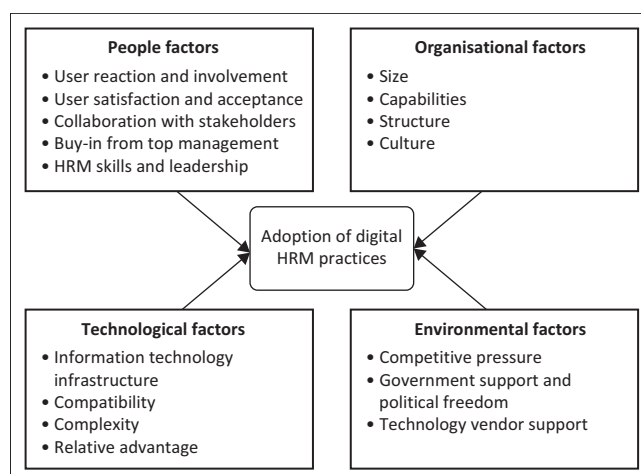 People factors
• User reaction and involvement
• User satisfaction and acceptance
• Collaboration with stakeholders
• Buy-in from top management
• HRM skills and leadership
Organisational factors
• Size
• Capabilities
• Structure
• Culture
Adoption of digital
HRM practices
Technological factors
• Information technology
infrastructure
• Compatibility
• Complexity
• Relative advantage
Environmental factors
• Competitive pressure
• Government support and
political freedom
• Technology vendor support